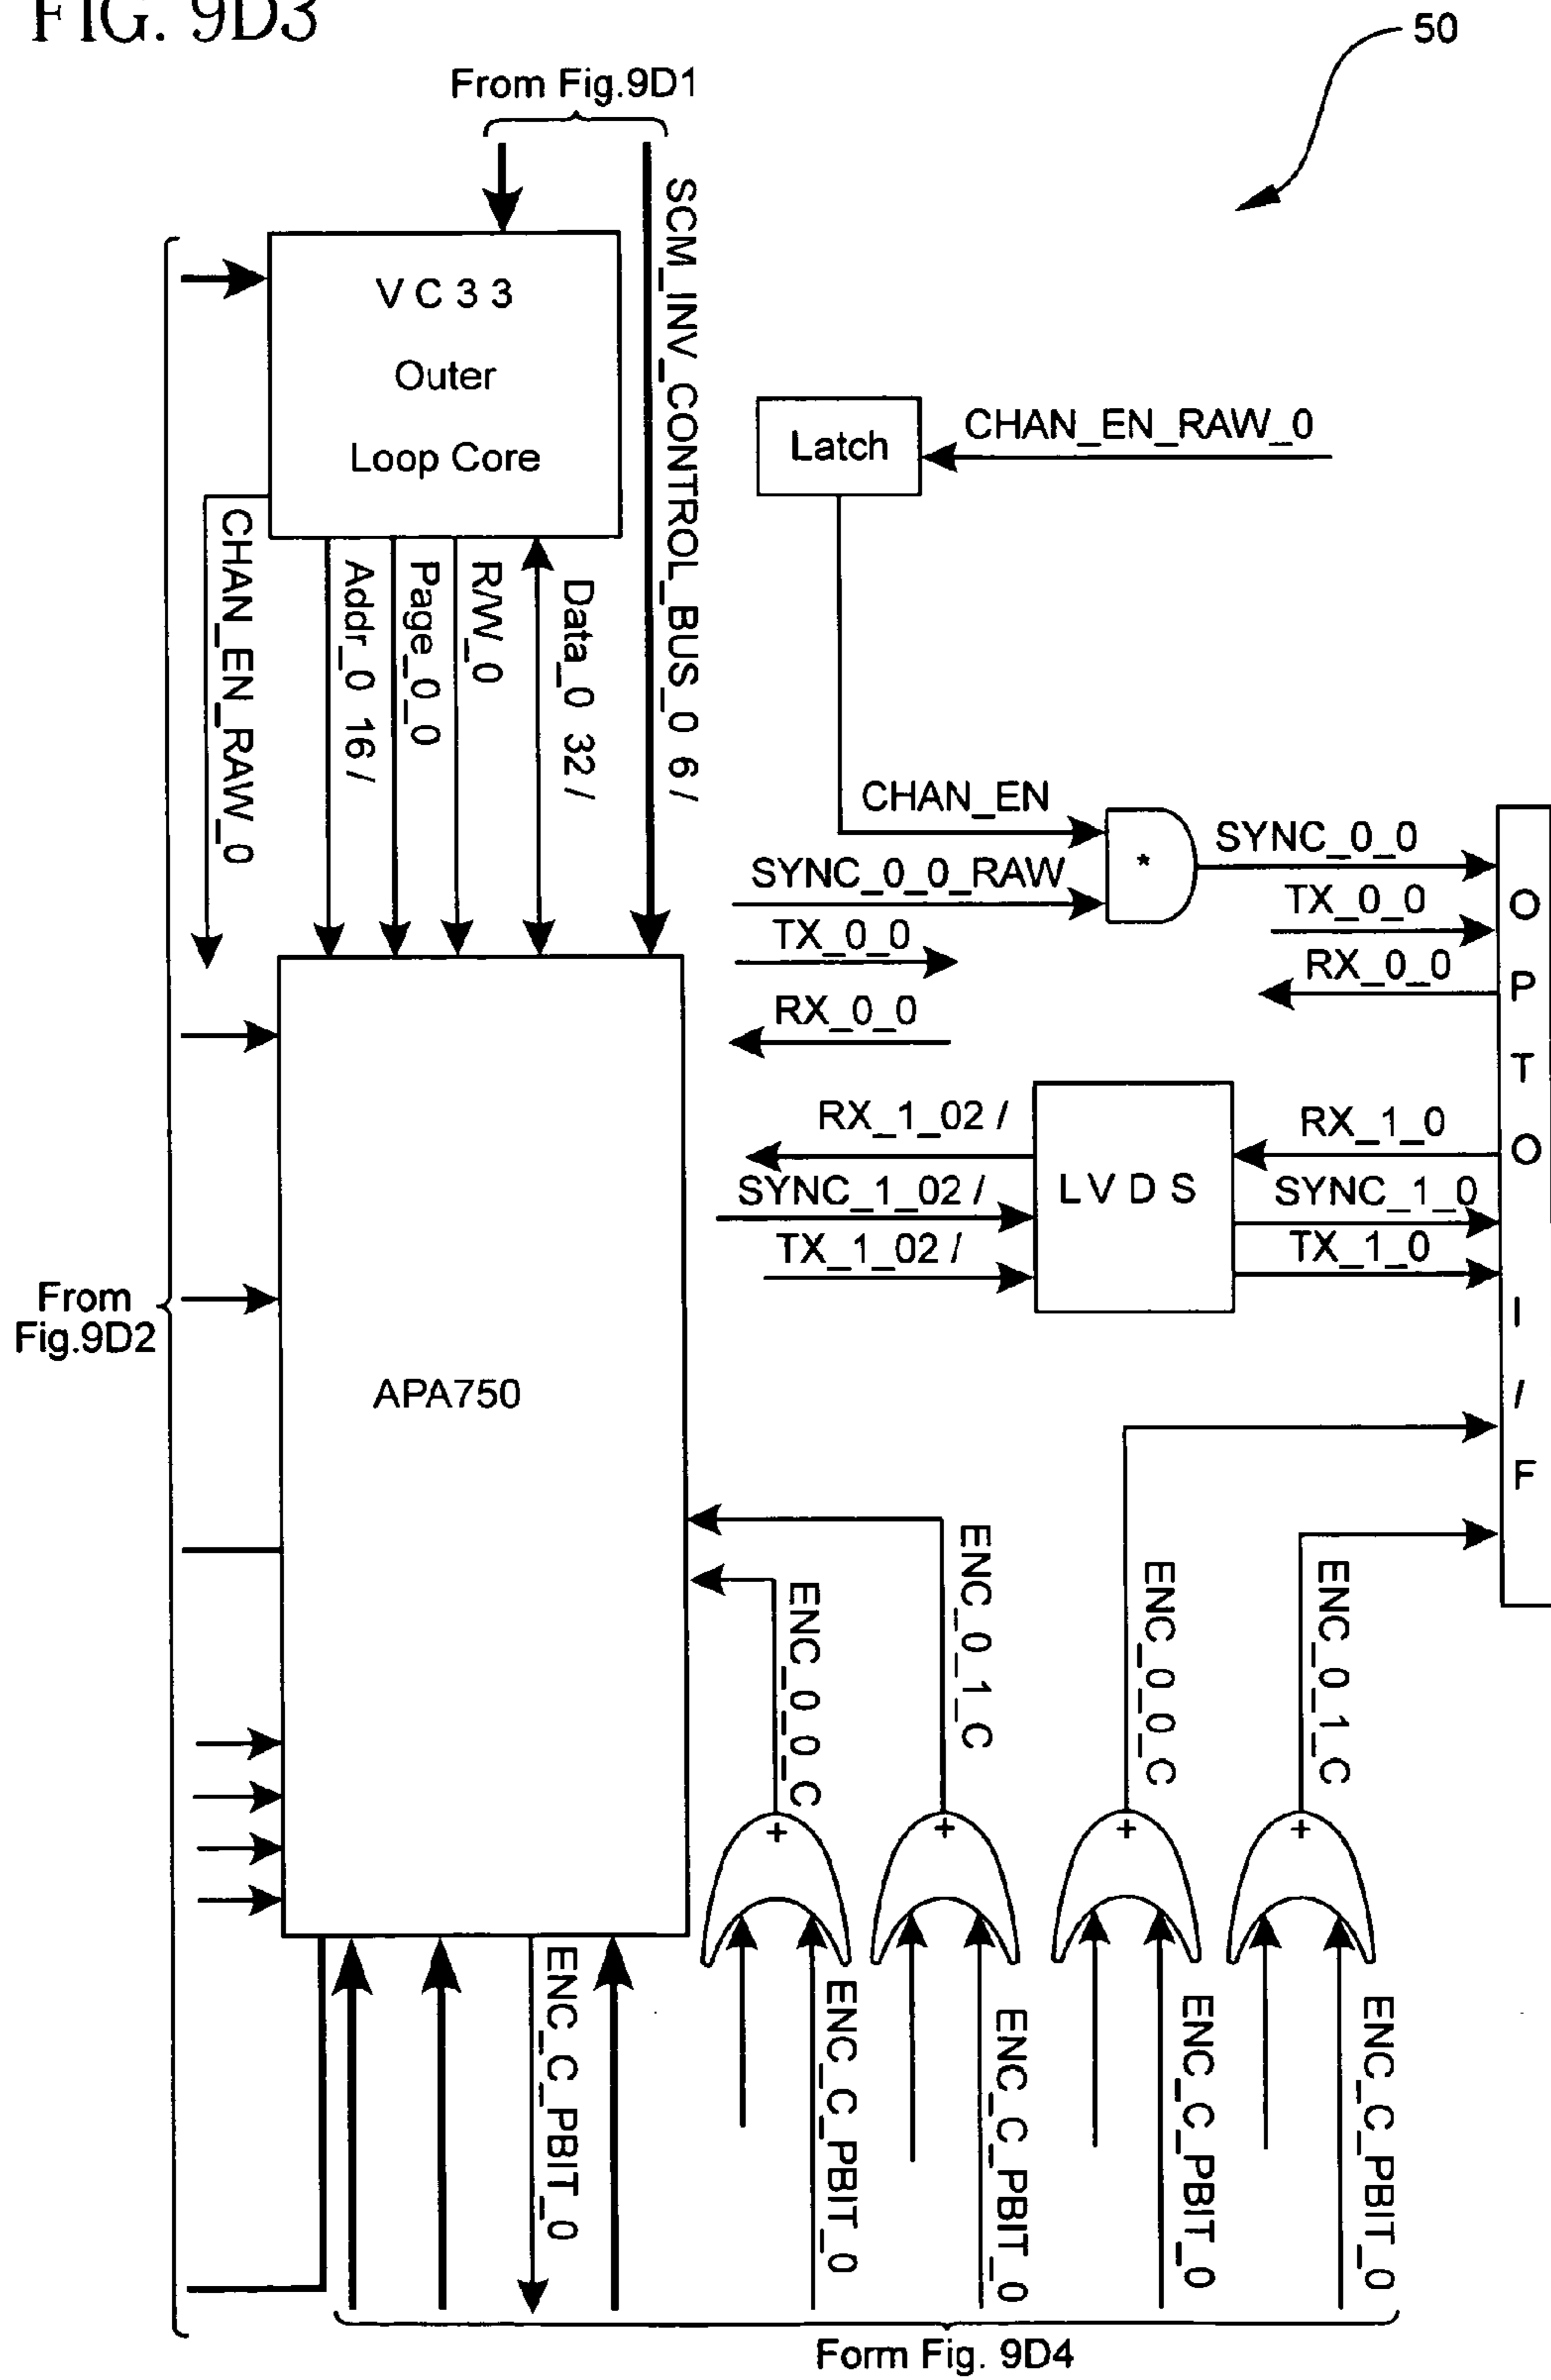 FIG. 9D3
50
From Fig.9D1
SCM_INV_CONTROL_BUS_0 6 /
V C 3 3
Outer
Loop Core
CHAN_EN_RAW_0
Addr_0 16 /
Page_0_0
R/W_0
Data_0 32 /
Latch
CHAN_EN_RAW_0
CHAN_EN
*
SYNC_0_0
SYNC_0_0_RAW
TX_0_0
TX_0_0
RX_0_0
RX_0_0
O P T O I / F
RX_1_02 /
RX_1_0
SYNC_1_02 /
L V D S
SYNC_1_0
TX_1_02 /
TX_1_0
From
Fig.9D2
APA750
ENC_0_0_C
ENC_0_1_C
ENC_0_0_C
ENC_0_1_C
+
+
+
+
ENC_C_PBIT_0
ENC_C_PBIT_0
ENC_C_PBIT_0
ENC_C_PBIT_0
ENC_C_PBIT_0
Form Fig. 9D4